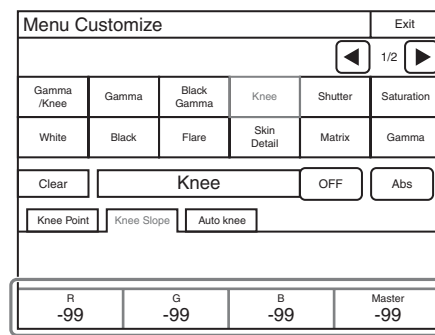 Menu Customize Exit
1/2
Gamma /Knee Gamma Black Gamma Knee Shutter Saturation
White Black Flare Skin Detail Matrix Gamma
Clear Knee OFF Abs
Knee Point Knee Slope Auto knee
R G B Master
-99 -99 -99 -99